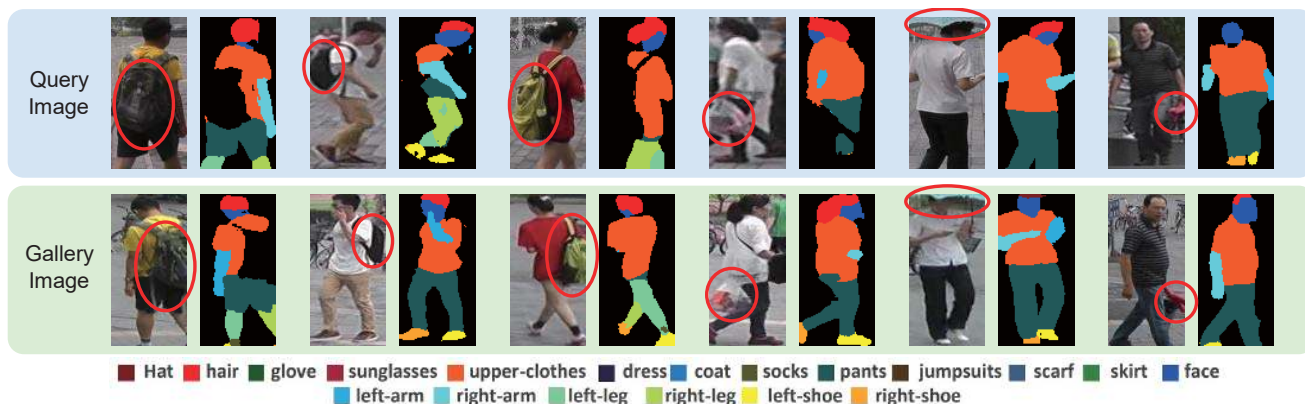 Query
Image
Gallery
Image
Hat hair glove sunglasses upper-clothes dress coat socks pants jumpsuits scarf skirt face
left-arm right-arm left-leg right-leg left-shoe right-shoe